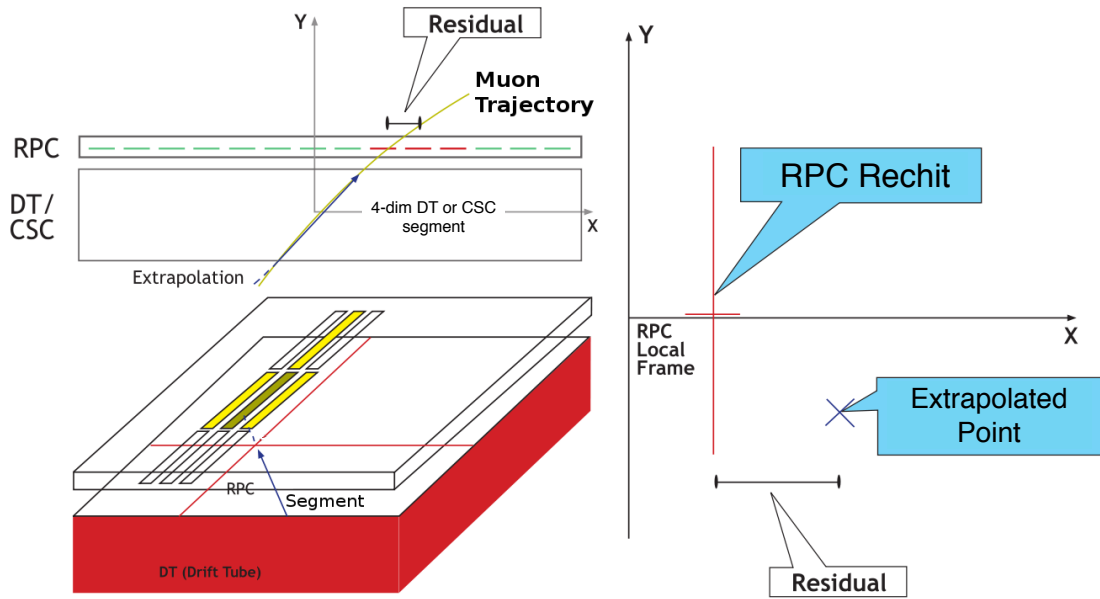 Y
Residual
Muon
Trajectory
RPC
DT/
CSC
4-dim DT or CSC
segment
X
Extrapolation
RPC
Segment
DT (Drift Tube)
Y
RPC Rechit
RPC
Local
Frame
X
Extrapolated
Point
Residual